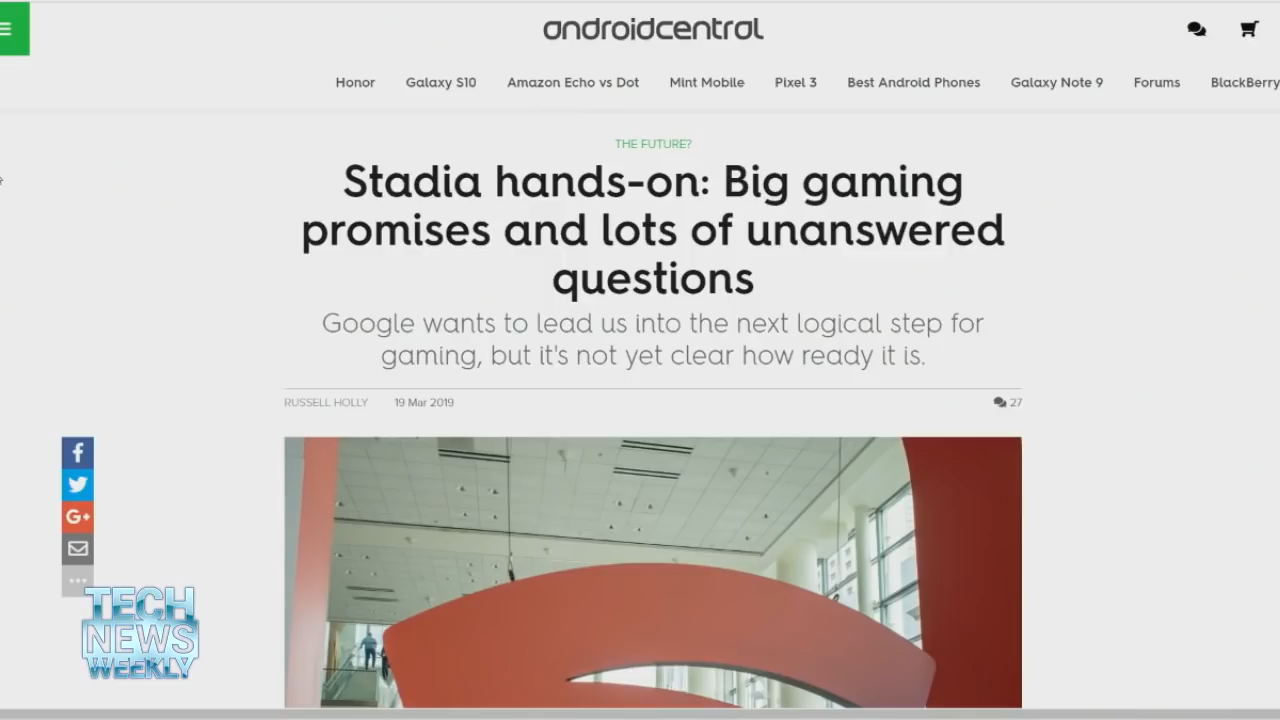 androidcentral
Honor Galaxy S10 Amazon Echo vs Dot Mint Mobile Pixel 3 Best Android Phones Galaxy Note 9 Forums BlackBerry
THE FUTURE?
Stadia hands-on: Big gaming
promises and lots of unanswered
questions
Google wants to lead us into the next logical step for
gaming, but it's not yet clear how ready it is.
RUSSELL HOLLY 19 Mar 2019 27
f
G+
TECH
NEWS
WEEKLY